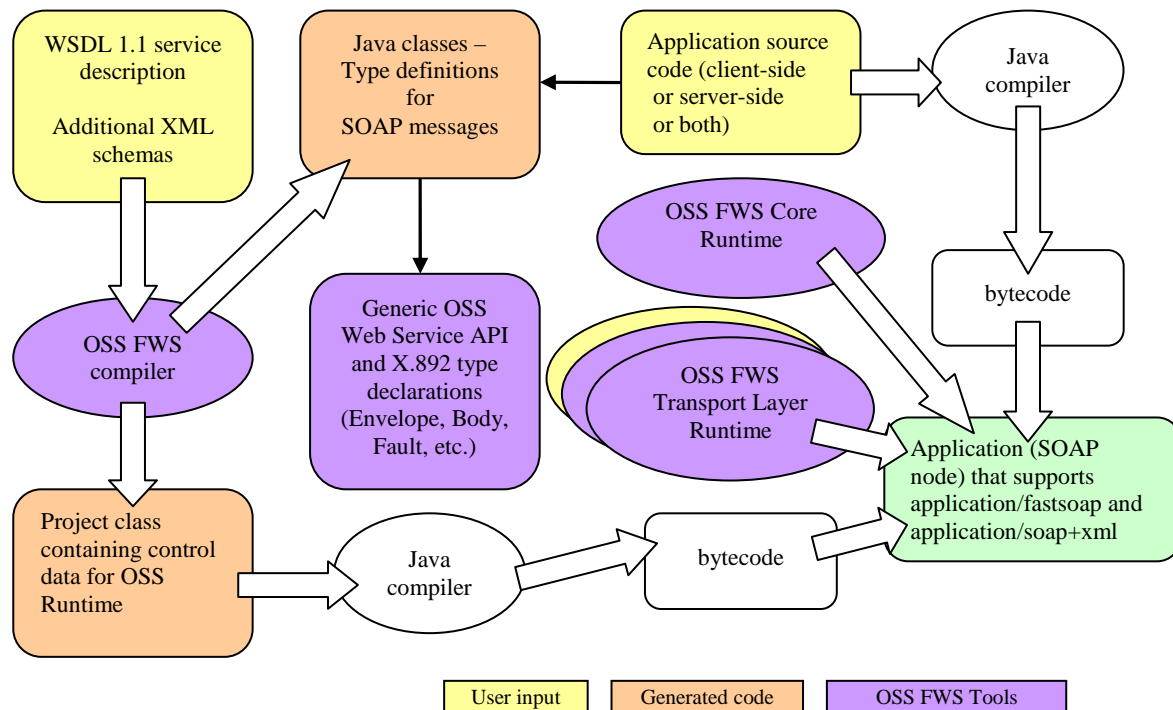 WSDL 1.1 service
description
Additional XML
schemas
Java classes –
Type definitions
for
SOAP messages
Application source
code (client-side
or server-side
or both)
Java
compiler
OSS FWS Core
Runtime
bytecode
OSS FWS
compiler
Generic OSS
Web Service API
and X.892 type
declarations
(Envelope, Body,
Fault, etc.)
OSS FWS
Transport Layer
Runtime
Application (SOAP
node) that supports
application/fastsoap and
application/soap+xml
Project class
containing control
data for OSS
Runtime
Java
compiler
bytecode
User input
Generated code
OSS FWS Tools